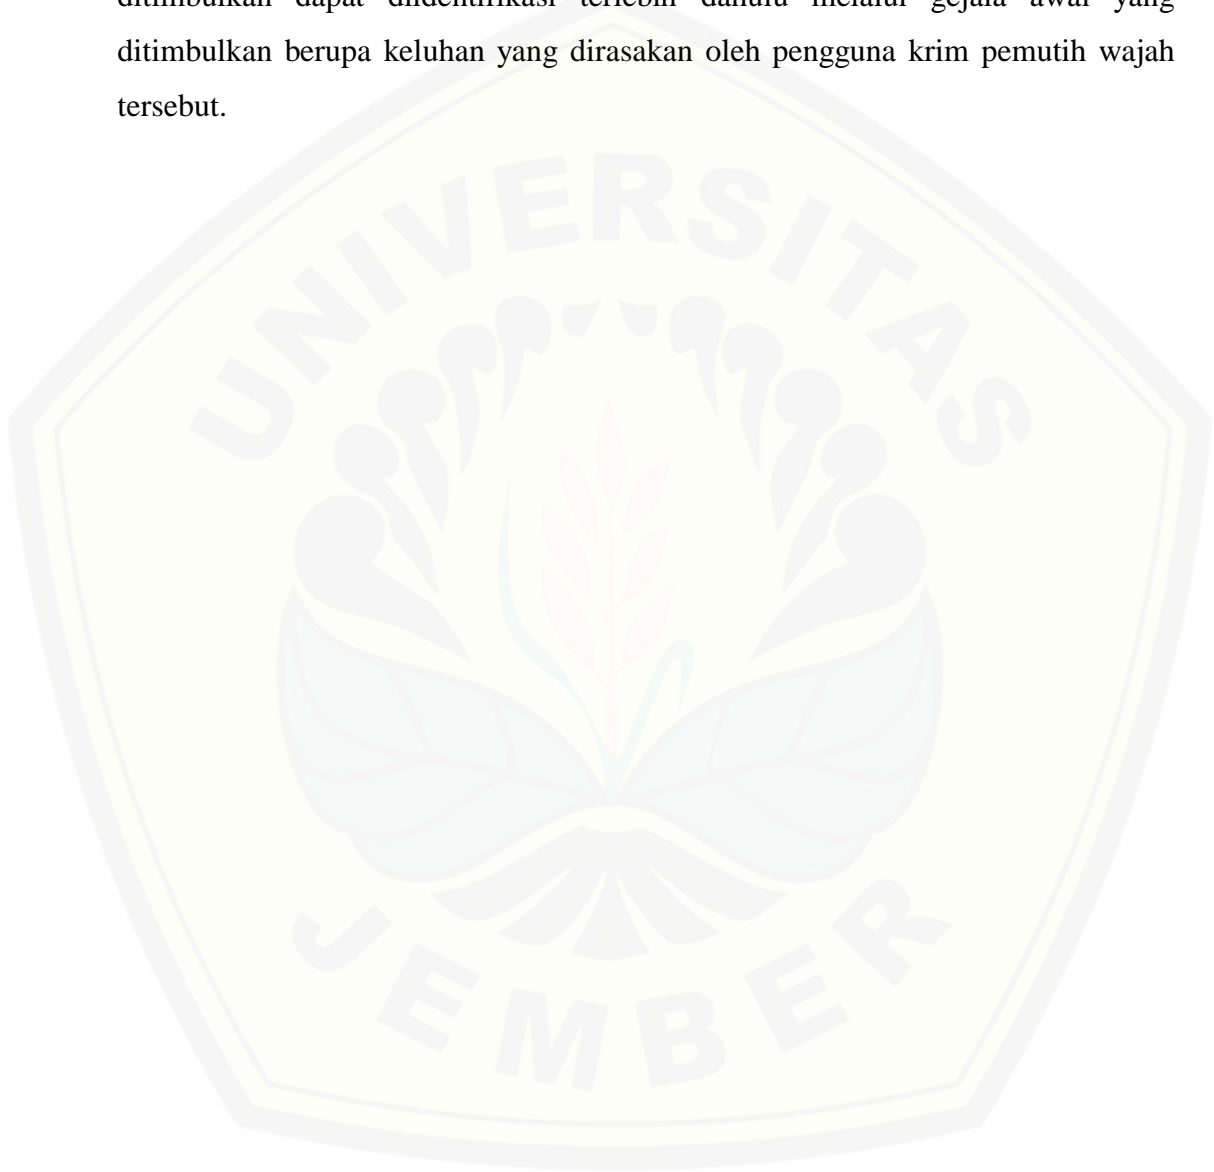 ditimbulkan dapat diidentifikasi terlebih dahulu melalui gejala awal yang
ditimbulkan berupa keluhan yang dirasakan oleh pengguna krim pemutih wajah
tersebut.
UNIVERSITAS
JEMBER